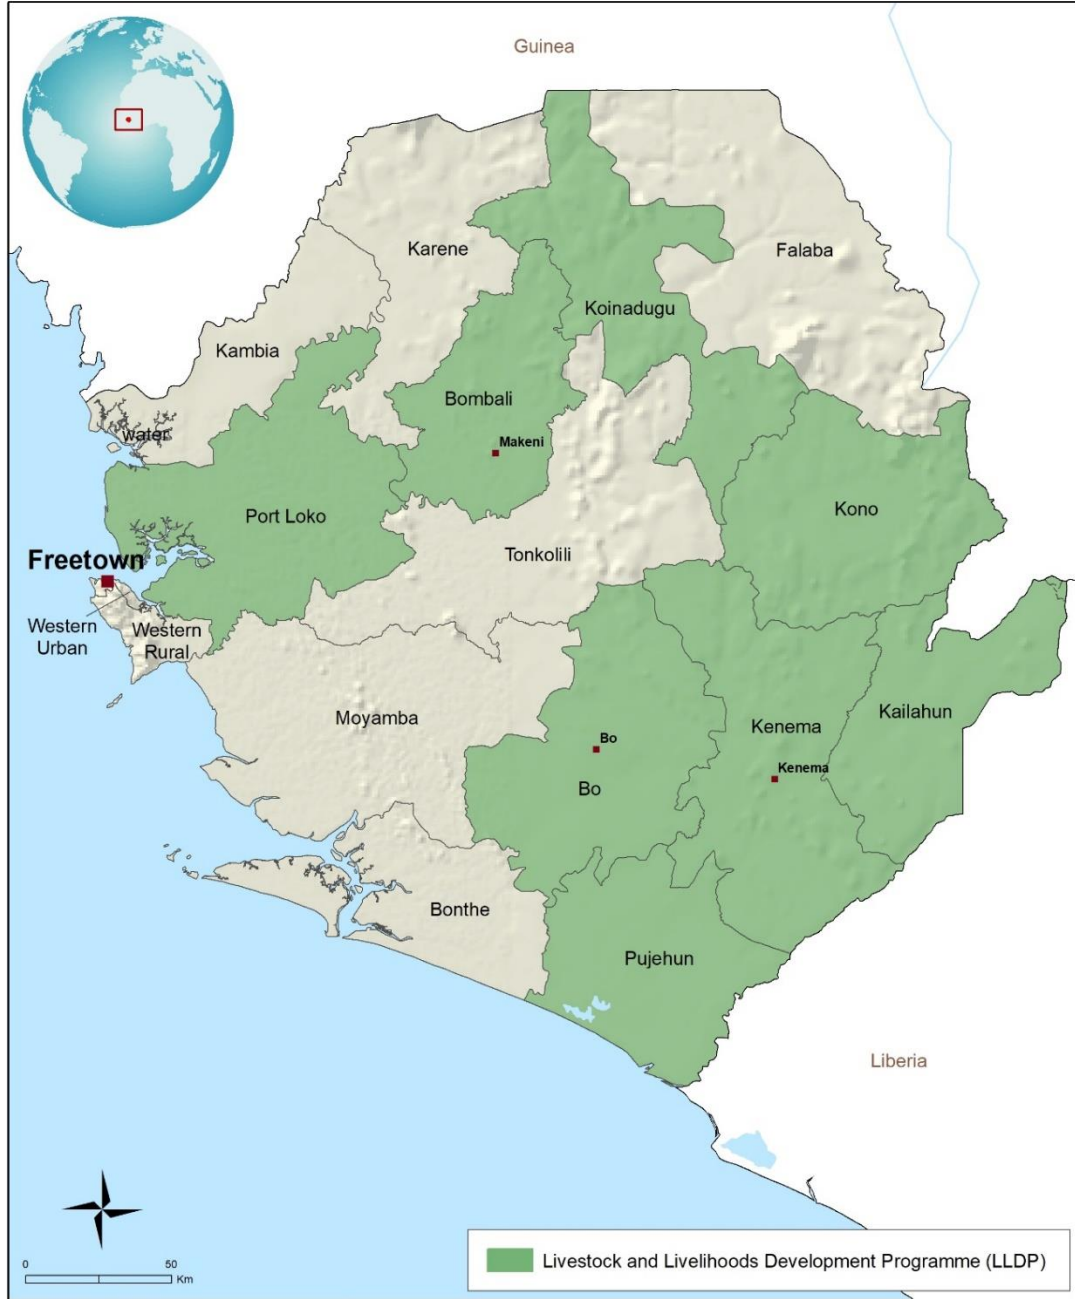 Guinea
Karene
Falaba
Koinadugu
Kambia
Bombali
water
Makeni
Port Loko
Kono
Tonkolili
Freetown
Western
Urban
Western
Rural
Moyamba
Kenema
Kailahun
Bo
Kenema
Bo
Bonthe
Pujehun
Liberia
0 50
Km
Livestock and Livelihoods Development Programme (LLDP)